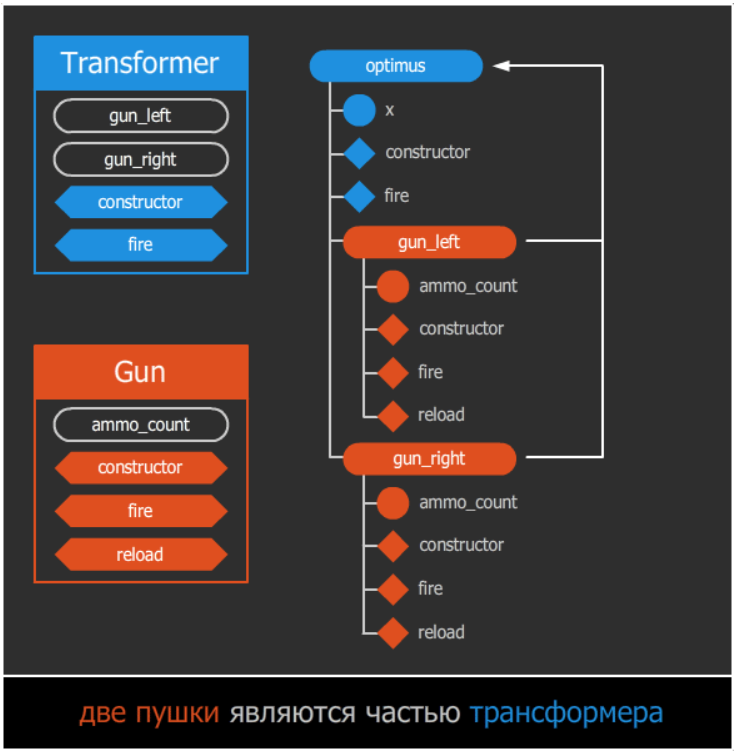 Transformer
gun_left
gun_right
constructor
fire
Gun
ammo_count
constructor
fire
reload
optimus
x
constructor
fire
gun_left
ammo_count
constructor
fire
reload
gun_right
ammo_count
constructor
fire
reload
две пушки являются частью трансформера